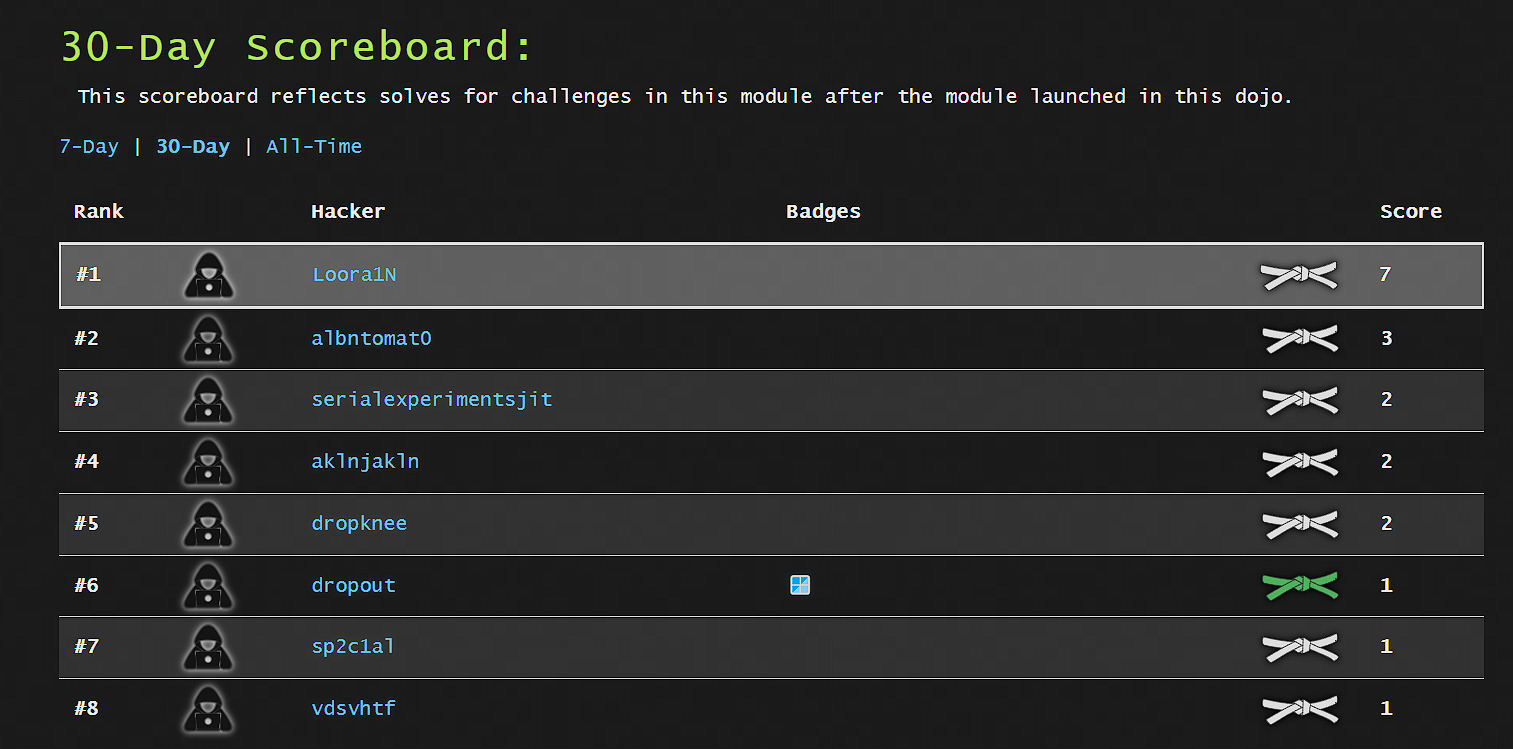 30-Day Scoreboard:
This scoreboard reflects solves for challenges in this module after the module launched in this dojo.
7-Day | 30-Day | All-Time
Rank Hacker Badges Score
#1 Loora1N 7
#2 albntomat0 3
#3 serialexperimentsjit 2
#4 aklnjakln 2
#5 dropknee 2
#6 dropout 1
#7 sp2c1al 1
#8 vdsvhtf 1